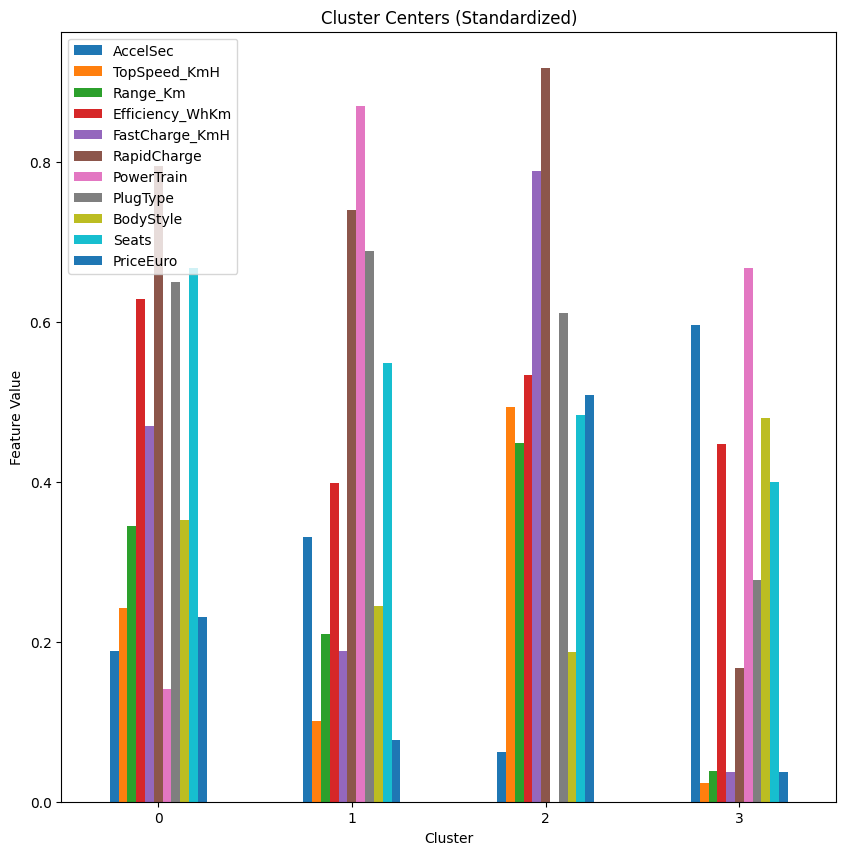 Cluster Centers (Standardized)
AccelSec
TopSpeed_KmH
Range_Km
Efficiency_WhKm
FastCharge_KmH
RapidCharge
PowerTrain
PlugType
BodyStyle
Seats
PriceEuro
Feature Value
0.8
0.6
0.4
0.2
0.0
0 1 2 3
Cluster